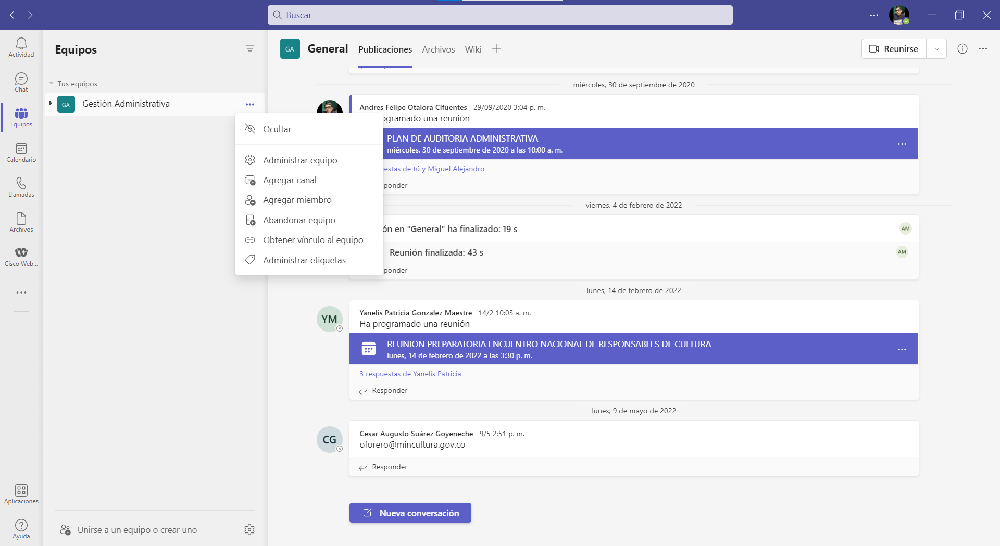 Buscar
Actividad
Chat
Equipos
Calendario
Llamadas
Archivos
Cisco Web...
Aplicaciones
Ayuda
Equipos
Tus equipos
GA
Gestión Administrativa
Ocultar
Administrar equipo
Agregar canal
Agregar miembro
Abandonar equipo
Obtener vínculo al equipo
Administrar etiquetas
Unirse a un equipo o crear uno
GA General Publicaciones Archivos Wiki
Reunirse
miércoles, 30 de septiembre de 2020
Andres Felipe Otalora Cifuentes 29/09/2020 3:04 p. m.
ogramado una reunión
PLAN DE AUDITORIA ADMINISTRATIVA
miércoles, 30 de septiembre de 2020 a las 10:00 a. m.
estas de tú y Miguel Alejandro
ponder
viernes, 4 de febrero de 2022
ón en "General" ha finalizado: 19 s
AM
Reunión finalizada: 43 s
AM
ponder
lunes, 14 de febrero de 2022
YM
Yanelis Patricia Gonzalez Maestre 14/2 10:03 a. m.
Ha programado una reunión
REUNION PREPARATORIA ENCUENTRO NACIONAL DE RESPONSABLES DE CULTURA
lunes, 14 de febrero de 2022 a las 3:30 p. m.
3 respuestas de Yanelis Patricia
Responder
lunes, 9 de mayo de 2022
CG
Cesar Augusto Suárez Goyeneche 9/5 2:51 p. m.
oforero@mincultura.gov.co
Responder
Nueva conversación